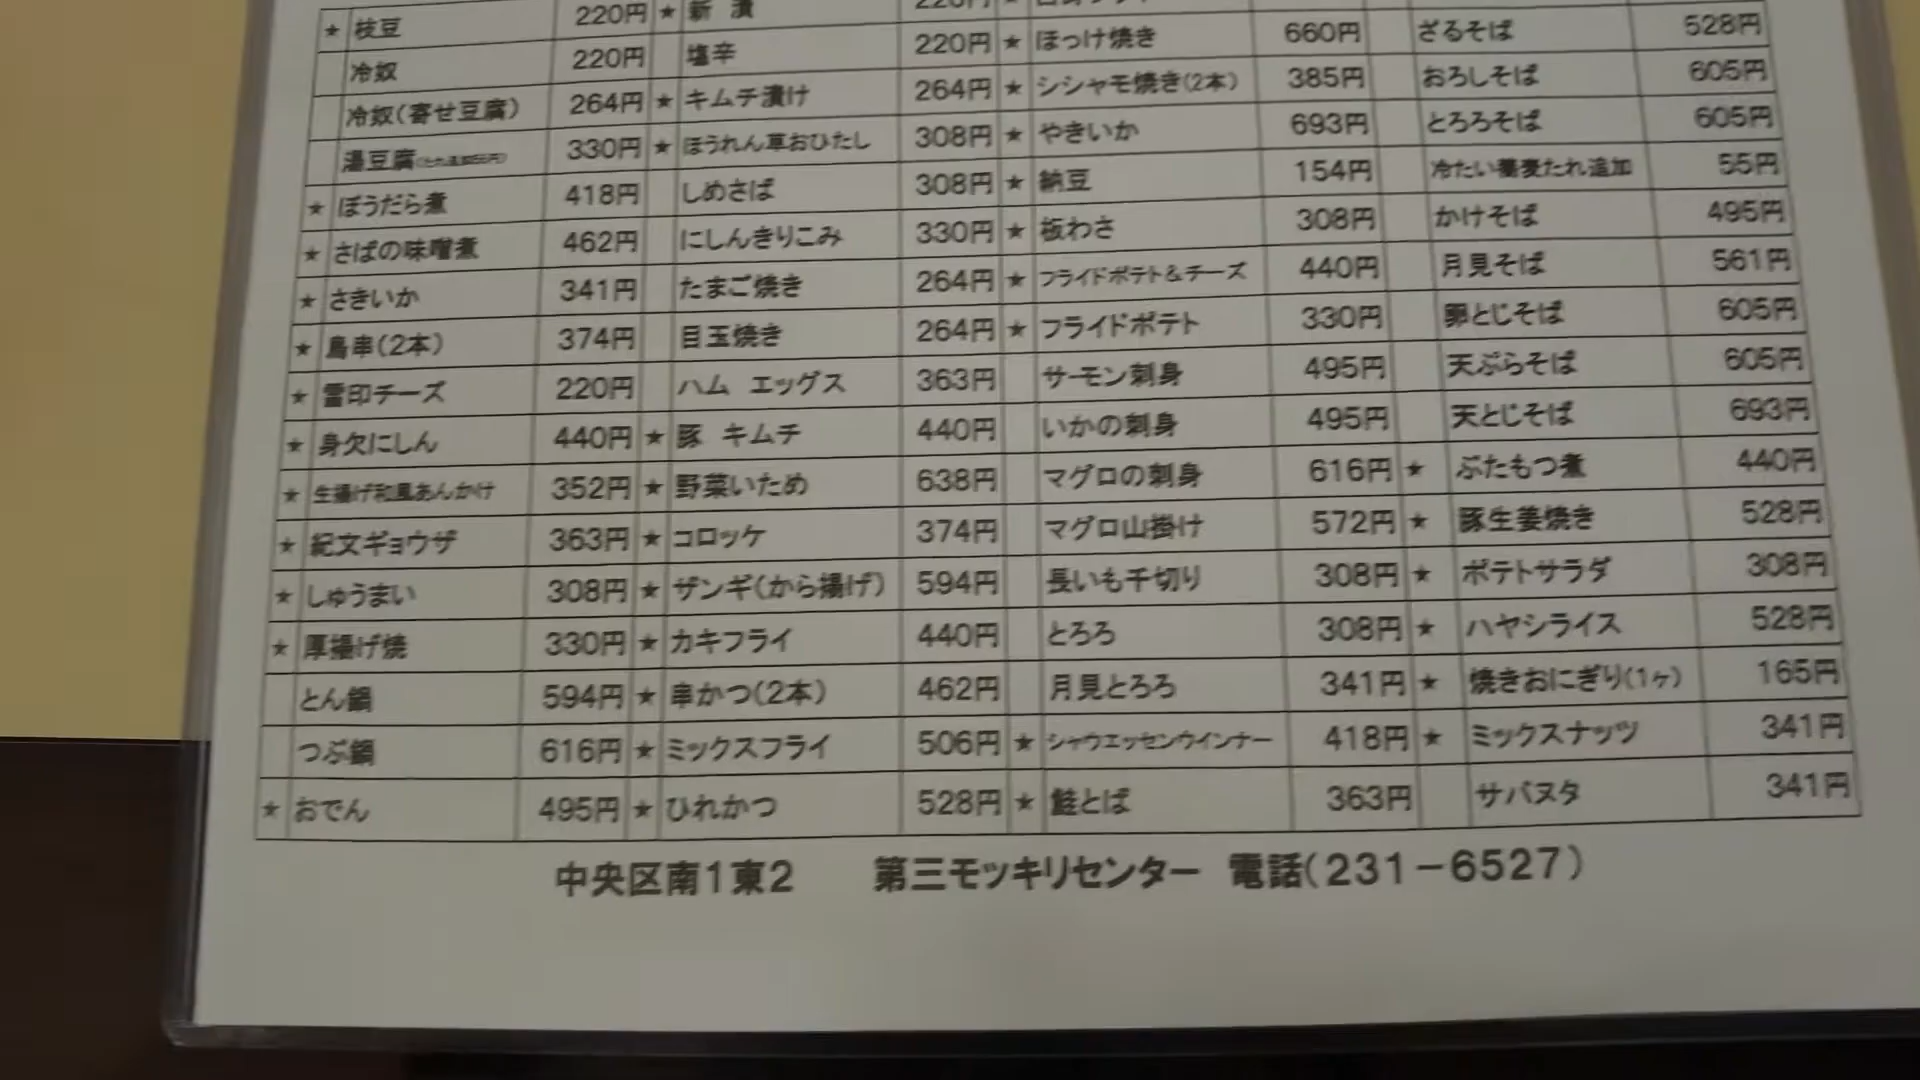 ★ 枝豆 220円 ★ 新 漬
冷奴 220円 塩辛 220円 ★ ほっけ焼き 660円 ざるそば 528円
冷奴(寄せ豆腐) 264円 ★ キムチ漬け 264円 ★ シシャモ焼き(2本) 385円 おろしそば 605円
湯豆腐 330円 ★ ほうれん草おひたし 308円 ★ やきいか 693円 とろろそば 605円
★ ぼうだら煮 418円 しめさば 308円 ★ 納豆 154円 冷たい蕎麦たれ追加 55円
★ さばの味噌煮 462円 にしんきりこみ 330円 ★ 板わさ 308円 かけそば 495円
★ さきいか 341円 たまご焼き 264円 ★ フライドポテト&チーズ 440円 月見そば 561円
★ 鳥串(2本) 374円 目玉焼き 264円 ★ フライドポテト 330円 卵とじそば 605円
★ 雪印チーズ 220円 ハム エッグス 363円 サーモン刺身 495円 天ぷらそば 605円
★ 身欠にしん 440円 ★ 豚 キムチ 440円 いかの刺身 495円 天とじそば 693円
★ 生揚げ和風あんかけ 352円 ★ 野菜いため 638円 マグロの刺身 616円 ★ ぶたもつ煮 440円
★ 紀文ギョウザ 363円 ★ コロッケ 374円 マグロ山掛け 572円 ★ 豚生姜焼き 528円
★ しゅうまい 308円 ★ ザンギ(から揚げ) 594円 長いも千切り 308円 ★ ポテトサラダ 308円
★ 厚揚げ焼 330円 ★ カキフライ 440円 とろろ 308円 ★ ハヤシライス 528円
とん鍋 594円 ★ 串かつ(2本) 462円 月見とろろ 341円 ★ 焼きおにぎり(1ヶ) 165円
つぶ鍋 616円 ★ ミックスフライ 506円 ★ シャウエッセンウインナー 418円 ★ ミックスナッツ 341円
★ おでん 495円 ★ ひれかつ 528円 ★ 鮭とば 363円 サバヌタ 341円
中央区南1東2 第三モッキリセンター 電話(231-6527)